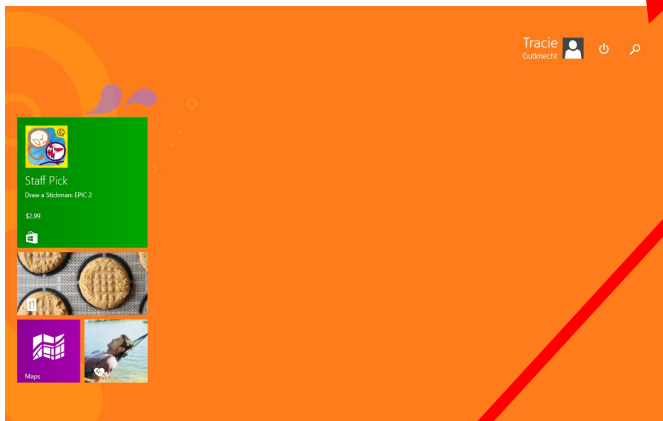 Tracie
Gutknecht
Staff Pick
Draw a Stickman: EPIC 2
$2.99
Maps